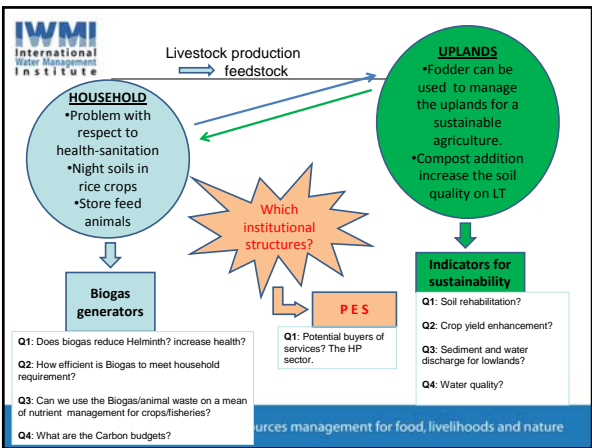 IWMI
International
Water Management
Institute
Livestock production
feedstock
HOUSEHOLD
•Problem with
respect to
health-sanitation
•Night soils in
rice crops
•Store feed
animals
UPLANDS
•Fodder can be
used to manage
the uplands for a
sustainable
agriculture.
•Compost addition
increase the soil
quality on LT
Which
institutional
structures?
Biogas
generators
P E S
Indicators for
sustainability
Q1: Does biogas reduce Helminth? increase health?
Q2: How efficient is Biogas to meet household
requirement?
Q3: Can we use the Biogas/animal waste on a mean
of nutrient management for crops/fisheries?
Q4: What are the Carbon budgets?
Q1: Potential buyers of
services? The HP
sector.
Q1: Soil rehabilitation?
Q2: Crop yield enhancement?
Q3: Sediment and water
discharge for lowlands?
Q4: Water quality?
urces management for food, livelihoods and nature